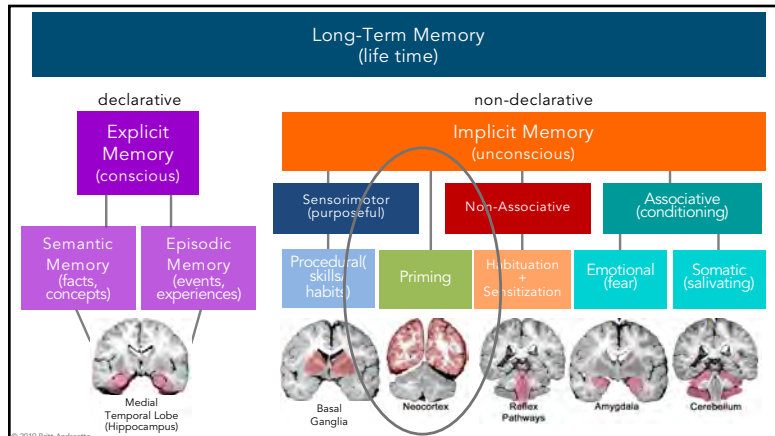 Long-Term Memory
(life time)
declarative
non-declarative
Explicit
Memory
(conscious)
Implicit Memory
(unconscious)
Sensorimotor
(purposeful)
Non-Associative
Associative
(conditioning)
Semantic
Memory
(facts,
concepts)
Episodic
Memory
(events,
experiences)
Procedural(
skills/
habits)
Priming
Habituation
+
Sensitization
Emotional
(fear)
Somatic
(salivating)
Medial
Temporal Lobe
(Hippocampus)
Basal
Ganglia
Neocortex
Reflex
Pathways
Amygdala
Cerebellum